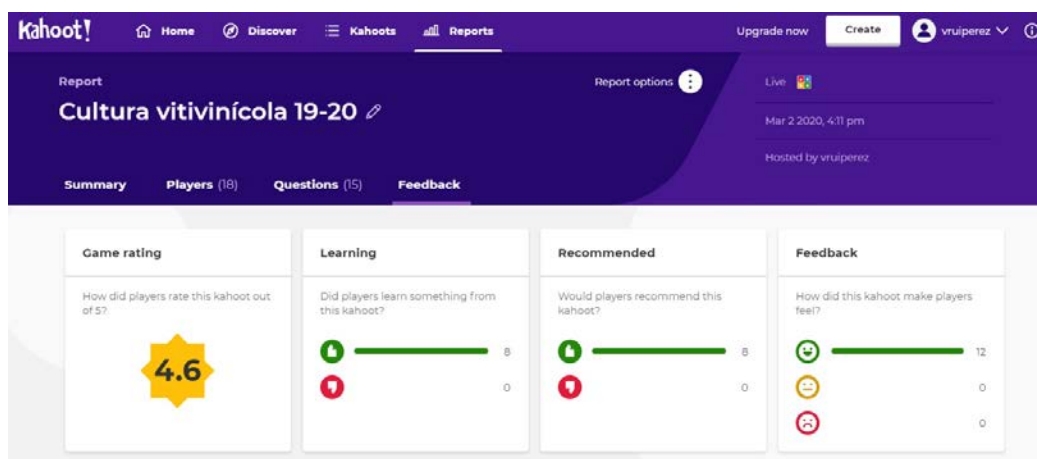 Kahoot! Home Discover Kahoots Reports Upgrade now Create vruiperez
Report
Report options
Cultura vitivinícola 19-20
Live
Mar 2 2020, 4:11 pm
Hosted by vruiperez
Summary Players (18) Questions (15) Feedback
Game rating
How did players rate this kahoot out
of 5?
4.6
Learning
Did players learn something from
this kahoot?
8
0
Recommended
Would players recommend this
kahoot?
8
0
Feedback
How did this kahoot make players
feel?
12
0
0